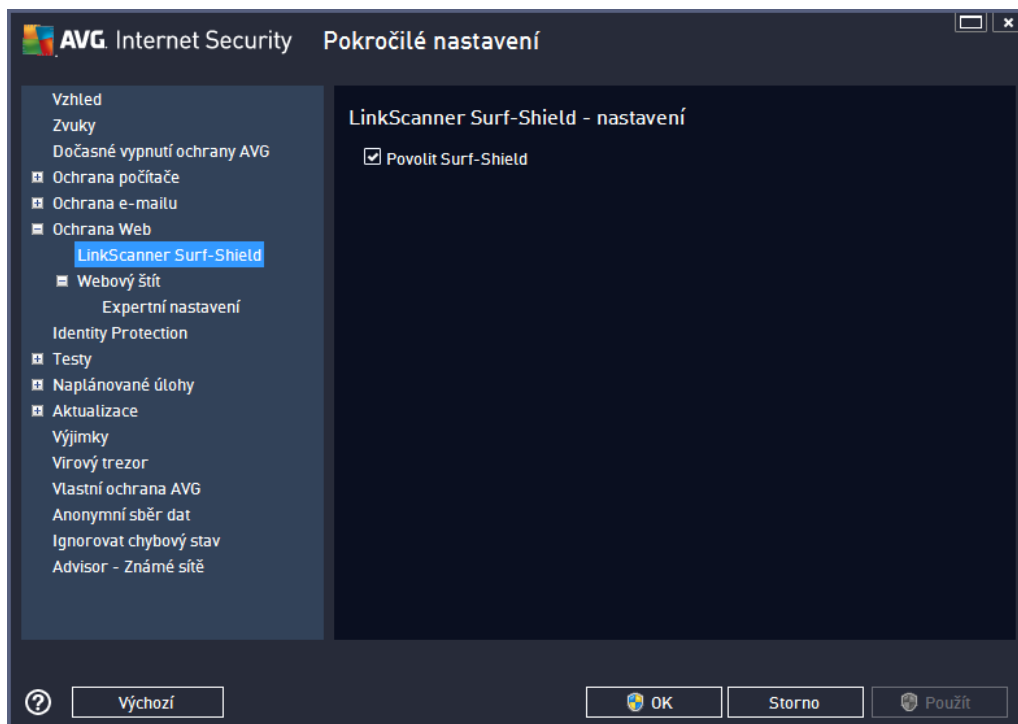 AVG. Internet Security Pokročilé nastavení
Vzhled
Zvuky
Dočasné vypnutí ochrany AVG
Ochrana počítače
Ochrana e-mailu
Ochrana Web
LinkScanner Surf-Shield
Webový štít
Expertní nastavení
Identity Protection
Testy
Naplánované úlohy
Aktualizace
Výjimky
Virový trezor
Vlastní ochrana AVG
Anonymní sběr dat
Ignorovat chybový stav
Advisor - Známé sítě
LinkScanner Surf-Shield - nastavení
Povolit Surf-Shield
? Výchozí OK Storno Použít